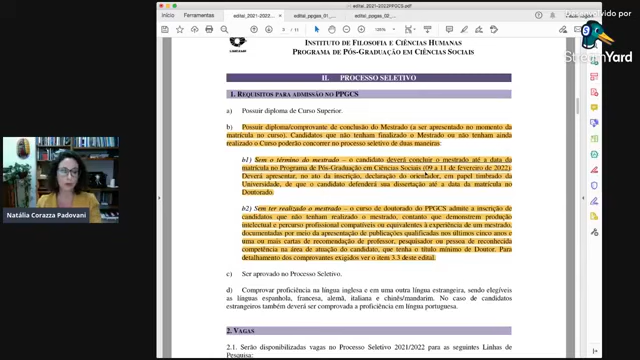 Início Ferramentas edital_2021-2022PPGCS.pdf edital_ppgas_01_ edital_ppgas_02_
INSTITUTO DE FILOSOFIA E CIÊNCIAS HUMANAS
PROGRAMA DE PÓS-GRADUAÇÃO EM CIÊNCIAS SOCIAIS
UNICAMP
II. PROCESSO SELETIVO
1. REQUISITOS PARA ADMISSÃO NO PPGCS
a) Possuir diploma de Curso Superior.
b) Possuir diploma/comprovante de conclusão do Mestrado (a ser apresentado no momento da
matrícula no curso). Candidatos que não tenham finalizado o Mestrado ou não tenham ainda
realizado o Curso poderão concorrer no processo seletivo de duas maneiras:
b1) Sem o término do mestrado – o candidato deverá concluir o mestrado até a data da
matrícula no Programa de Pós-Graduação em Ciências Sociais (09 a 11 de fevereiro de 2022).
Deverá apresentar, no ato da inscrição, declaração do orientador, em papel timbrado da
Universidade, de que o candidato defenderá sua dissertação até a data da matrícula no
Doutorado.
b2) Sem ter realizado o mestrado – o curso de doutorado do PPGCS admite a inscrição de
candidatos que não tenham realizado o mestrado, contanto que demonstrem produção
intelectual e percurso profissional compatíveis ou equivalentes à experiência de um mestrado,
documentadas por meio da apresentação de publicações qualificadas nos últimos cinco anos e
uma ou mais cartas de recomendação de professor, pesquisador ou pessoa de reconhecida
competência na área de atuação do candidato, que tenha o título mínimo de Doutor. Para
detalhamento dos comprovantes exigidos ver o item 3.3 deste edital.
c) Ser aprovado no Processo Seletivo.
d) Comprovar proficiência na língua inglesa e em uma outra língua estrangeira, sendo elegíveis
as línguas espanhola, francesa, alemã, italiana e chinês/mandarim. No caso de candidatos
estrangeiros também deverá ser comprovada a proficiência em língua portuguesa.
2. VAGAS
2.1. Serão disponibilizadas vagas no Processo Seletivo 2021/2022 para as seguintes Linhas de
Pesquisa:
Natália Corazza Padovani
por
StreamYard